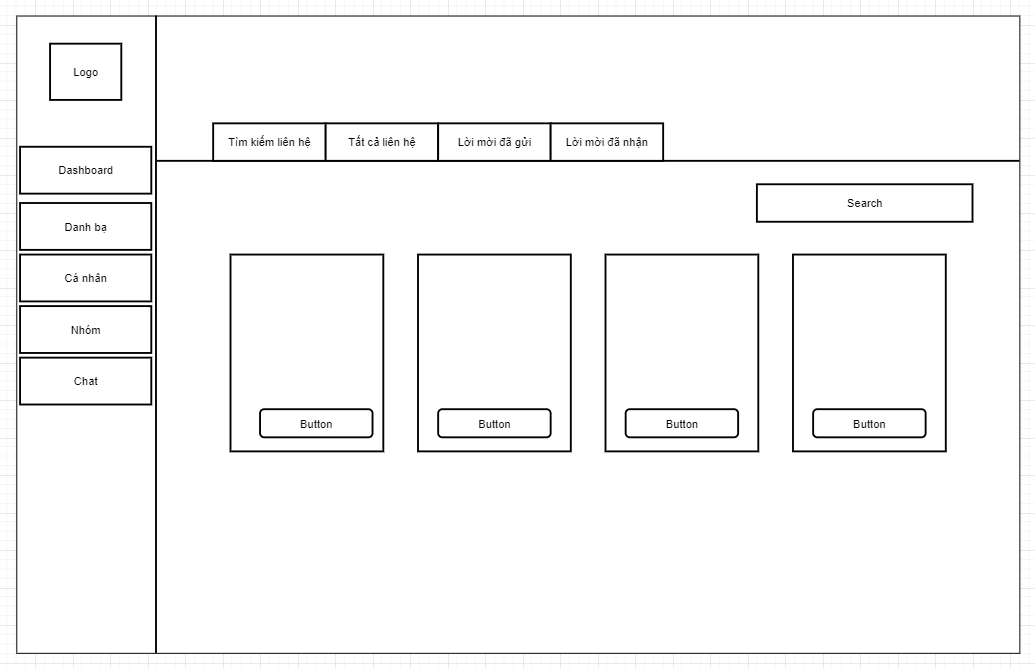 Logo
Dashboard
Danh bạ
Cá nhân
Nhóm
Chat
Tìm kiếm liên hệ
Tất cả liên hệ
Lời mời đã gửi
Lời mời đã nhận
Search
Button
Button
Button
Button